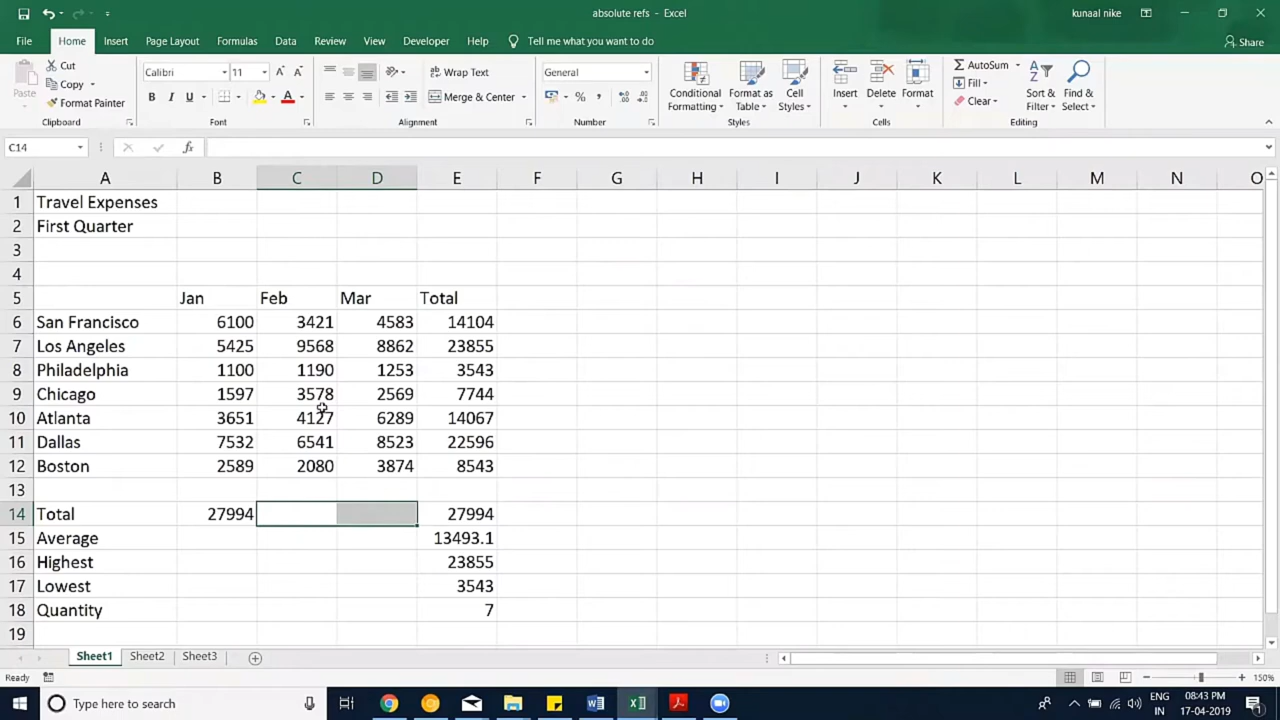 absolute refs - Excel
kunaal nike
File Home Insert Page Layout Formulas Data Review View Developer Help Tell me what you want to do Share
Paste
Cut
Copy
Format Painter
Clipboard
Calibri 11
B I U
Font
Wrap Text
Merge & Center
Alignment
General
Number
Conditional Formatting
Format as Table
Cell Styles
Styles
Insert Delete Format
Cells
AutoSum
Fill
Clear
Sort & Filter
Find & Select
Editing
C14 fx
A B C D E F G H I J K L M N O
1 Travel Expenses
2 First Quarter
3
4
5 Jan Feb Mar Total
6 San Francisco 6100 3421 4583 14104
7 Los Angeles 5425 9568 8862 23855
8 Philadelphia 1100 1190 1253 3543
9 Chicago 1597 3578 2569 7744
10 Atlanta 3651 4127 6289 14067
11 Dallas 7532 6541 8523 22596
12 Boston 2589 2080 3874 8543
13
14 Total 27994 27994
15 Average 13493.1
16 Highest 23855
17 Lowest 3543
18 Quantity 7
19
Sheet1 Sheet2 Sheet3
Ready 150%
Type here to search
ENG 08:43 PM
IN 17-04-2019